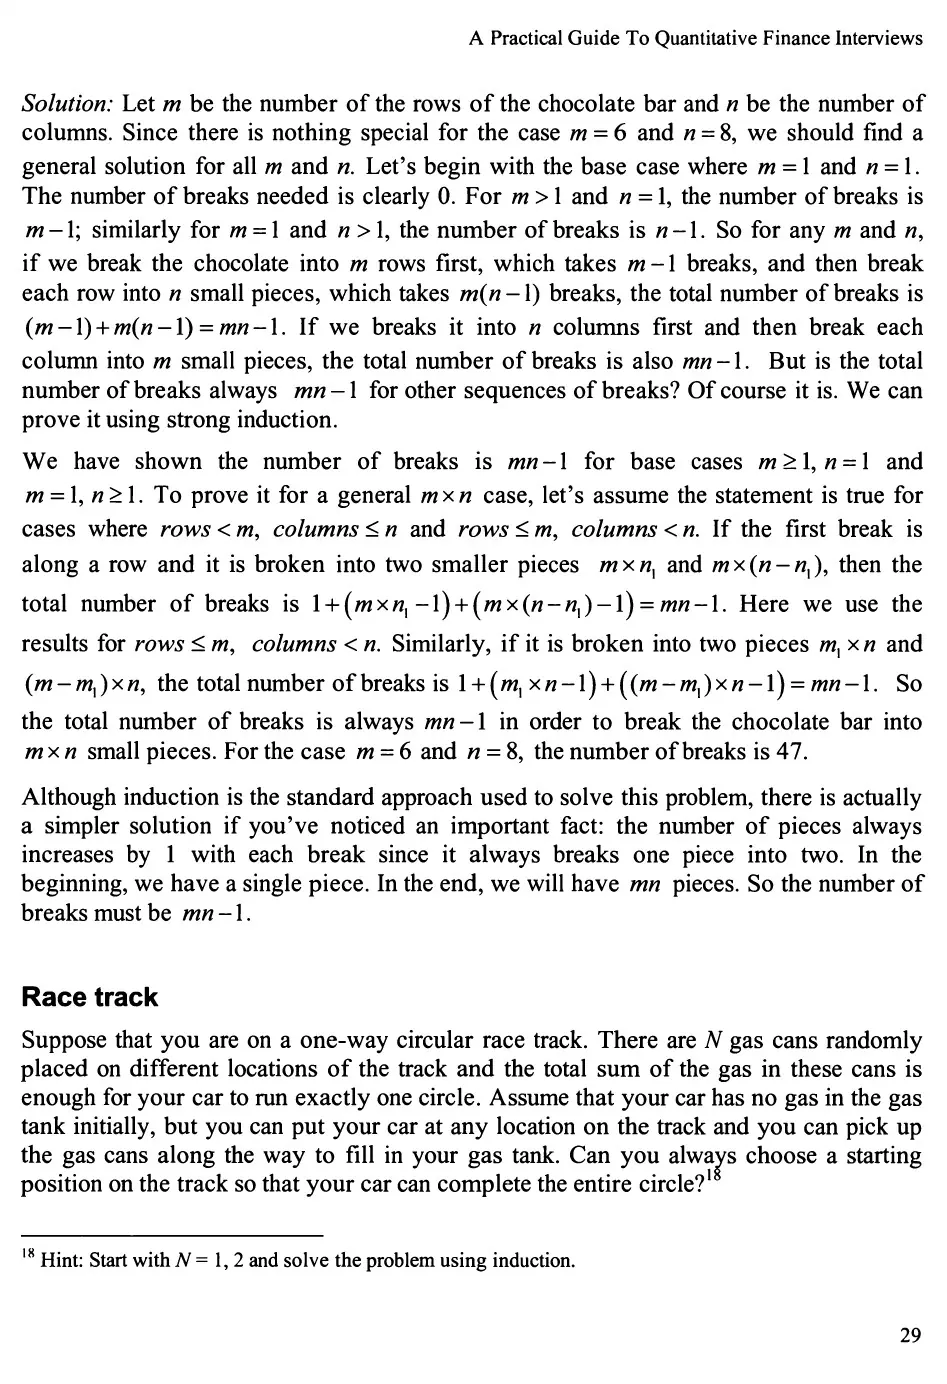 A Practical Guide To Quantitative Finance Interviews
Solution: Let m be the number of the rows of the chocolate bar and n be the number of
columns. Since there is nothing special for the case m = 6 and n = 8, we should find a
general solution for all m and n. Let's begin with the base case where m = 1 and n = 1.
The number of breaks needed is clearly 0. For m > 1 and n = 1, the number of breaks is
m − 1; similarly for m = 1 and n > 1, the number of breaks is n − 1. So for any m and n,
if we break the chocolate into m rows first, which takes m − 1 breaks, and then break
each row into n small pieces, which takes m(n − 1) breaks, the total number of breaks is
(m − 1) + m(n − 1) = mn − 1. If we breaks it into n columns first and then break each
column into m small pieces, the total number of breaks is also mn − 1. But is the total
number of breaks always mn − 1 for other sequences of breaks? Of course it is. We can
prove it using strong induction.
We have shown the number of breaks is mn − 1 for base cases m ≥ 1, n = 1 and
m = 1, n ≥ 1. To prove it for a general m × n case, let's assume the statement is true for
cases where rows < m, columns ≤ n and rows ≤ m, columns < n. If the first break is
along a row and it is broken into two smaller pieces m × n₁ and m × (n − n₁), then the
total number of breaks is 1 + (m × n₁ − 1) + (m × (n − n₁) − 1) = mn − 1. Here we use the
results for rows ≤ m, columns < n. Similarly, if it is broken into two pieces m₁ × n and
(m − m₁) × n, the total number of breaks is 1 + (m₁ × n − 1) + ((m − m₁) × n − 1) = mn − 1. So
the total number of breaks is always mn − 1 in order to break the chocolate bar into
m × n small pieces. For the case m = 6 and n = 8, the number of breaks is 47.
Although induction is the standard approach used to solve this problem, there is actually
a simpler solution if you've noticed an important fact: the number of pieces always
increases by 1 with each break since it always breaks one piece into two. In the
beginning, we have a single piece. In the end, we will have mn pieces. So the number of
breaks must be mn − 1.
Race track
Suppose that you are on a one-way circular race track. There are N gas cans randomly
placed on different locations of the track and the total sum of the gas in these cans is
enough for your car to run exactly one circle. Assume that your car has no gas in the gas
tank initially, but you can put your car at any location on the track and you can pick up
the gas cans along the way to fill in your gas tank. Can you always choose a starting
position on the track so that your car can complete the entire circle?¹⁸
¹⁸ Hint: Start with N = 1, 2 and solve the problem using induction.
29